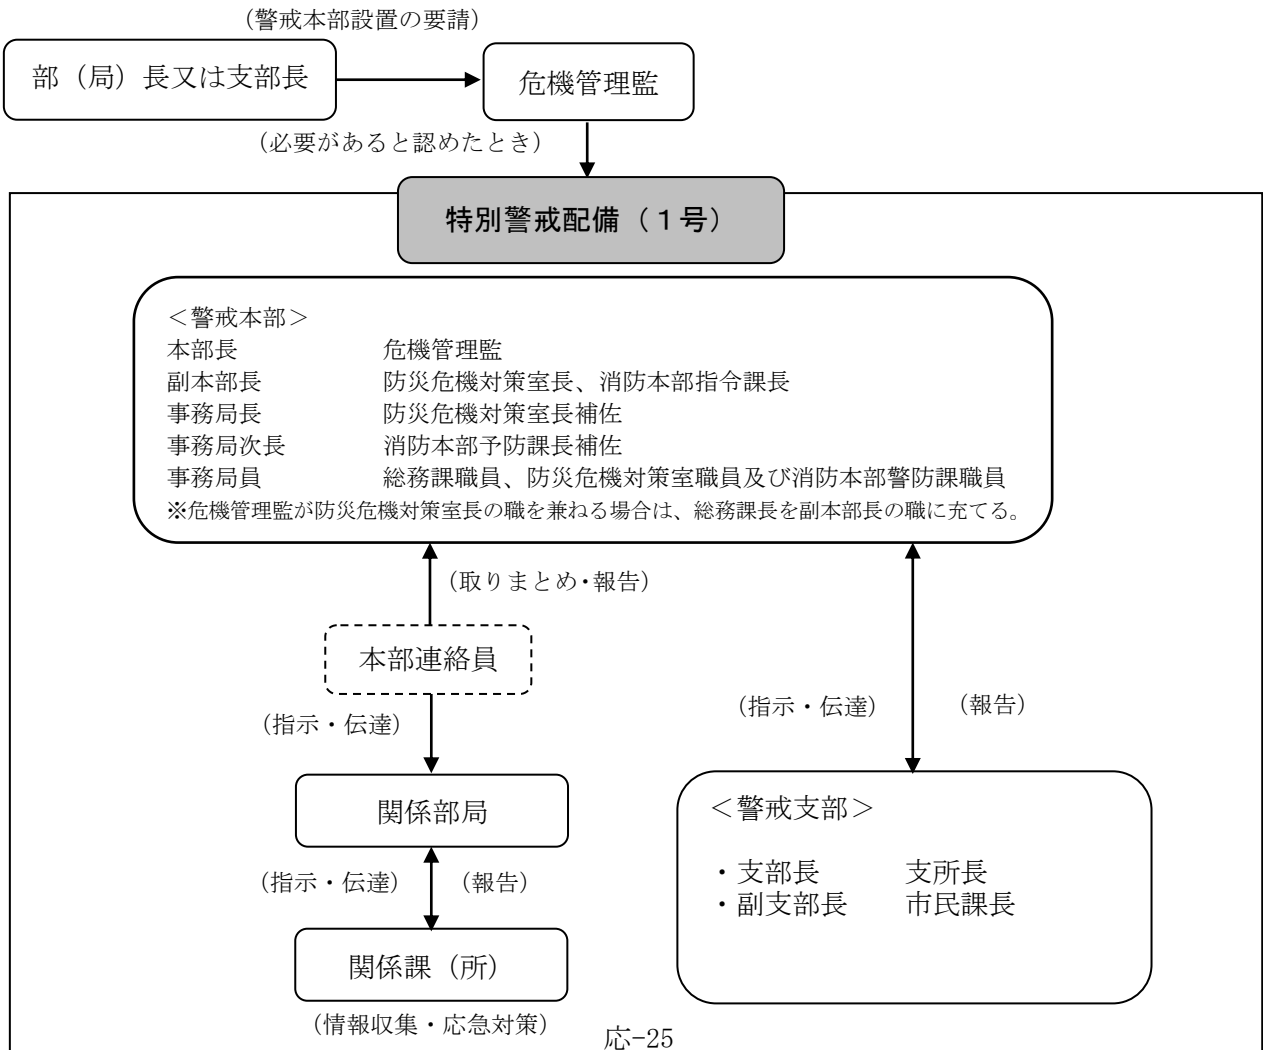 (警戒本部設置の要請)
部（局）長又は支部長
危機管理監
(必要があると認めたとき)
特別警戒配備（１号）
＜警戒本部＞
本部長 危機管理監
副本部長 防災危機対策室長、消防本部指令課長
事務局長 防災危機対策室長補佐
事務局次長 消防本部予防課長補佐
事務局員 総務課職員、防災危機対策室職員及び消防本部警防課職員
※危機管理監が防災危機対策室長の職を兼ねる場合は、総務課長を副本部長の職に充てる。
(取りまとめ・報告)
本部連絡員
(指示・伝達)
(指示・伝達) (報告)
関係部局
(指示・伝達) (報告)
関係課（所）
(情報収集・応急対策)
＜警戒支部＞
・支部長 支所長
・副支部長 市民課長
応-25